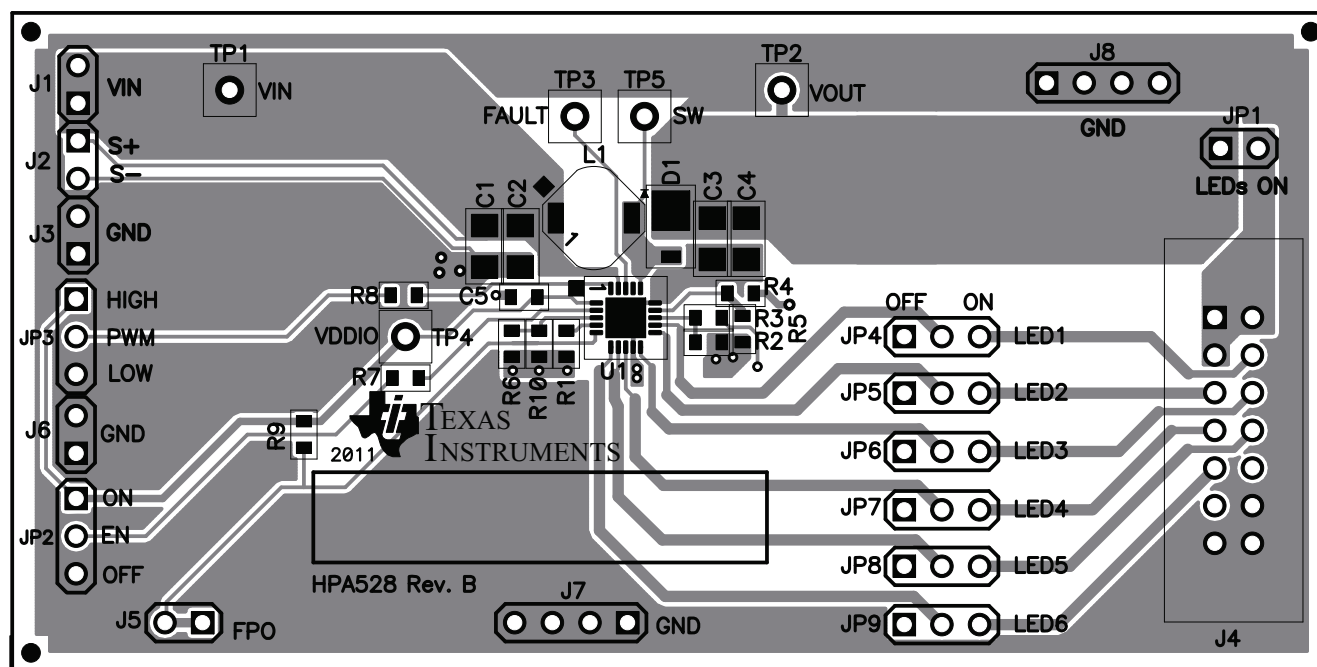 TP1
TP2
J8
J1
VIN
VIN
TP3
TP5
VOUT
FAULT
SW
GND
JP1
J2
S+
S-
L1
D1
C3
C4
LEDs ON
C1
C2
J3
GND
HIGH
R8
C5
R4
OFF
ON
JP3
PWM
VDDIO
TP4
R3
R5
JP4
LED1
R2
LOW
R7
U1
R6
R10
R1
JP5
LED2
J6
GND
R9
TEXAS
INSTRUMENTS
2011
JP6
LED3
ON
JP7
LED4
JP2
EN
OFF
HPA528 Rev. B
JP8
LED5
J5
FPO
J7
GND
JP9
LED6
J4